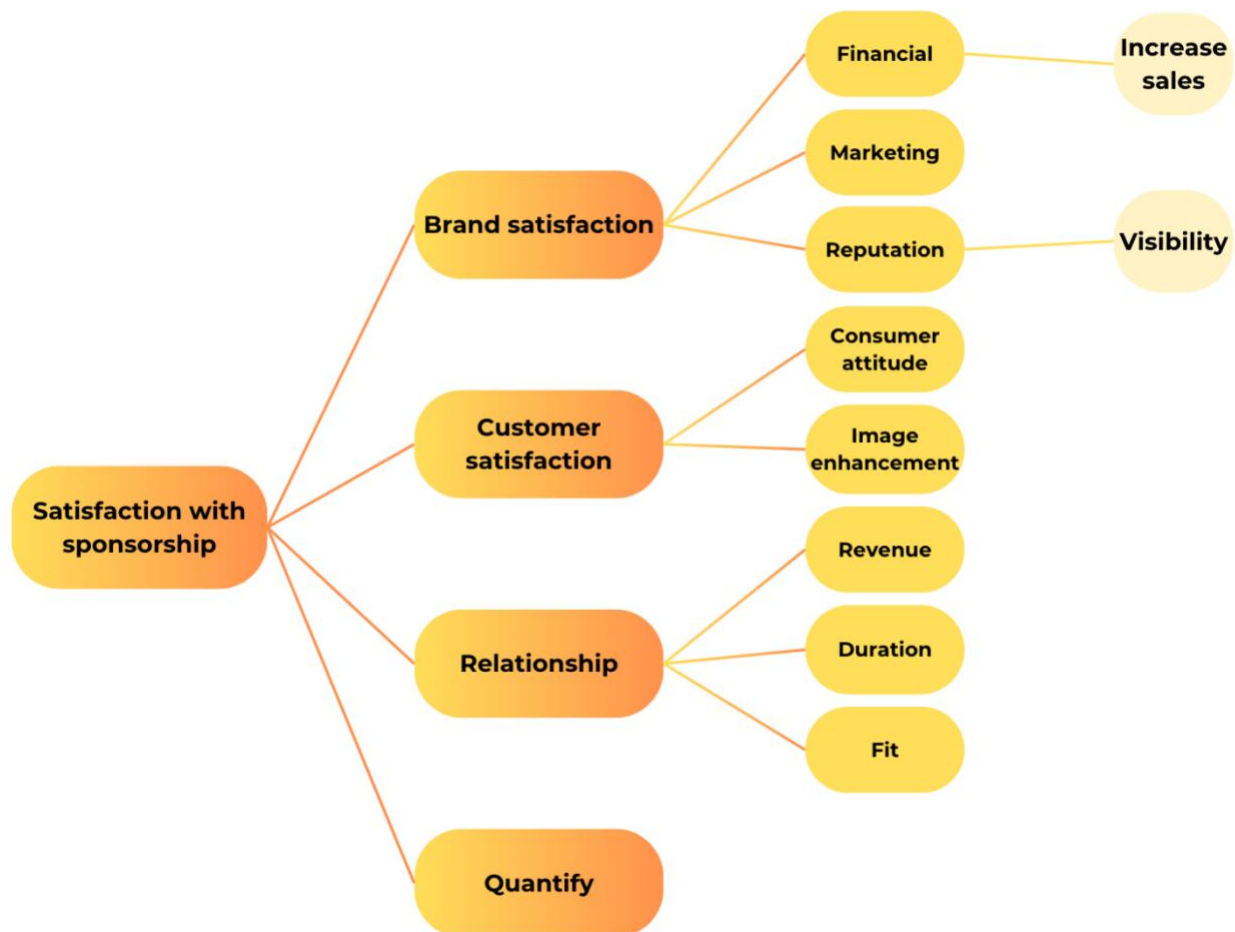 Satisfaction with
sponsorship
Brand satisfaction
Financial
Increase
sales
Marketing
Reputation
Visibility
Customer
satisfaction
Consumer
attitude
Image
enhancement
Relationship
Revenue
Duration
Fit
Quantify